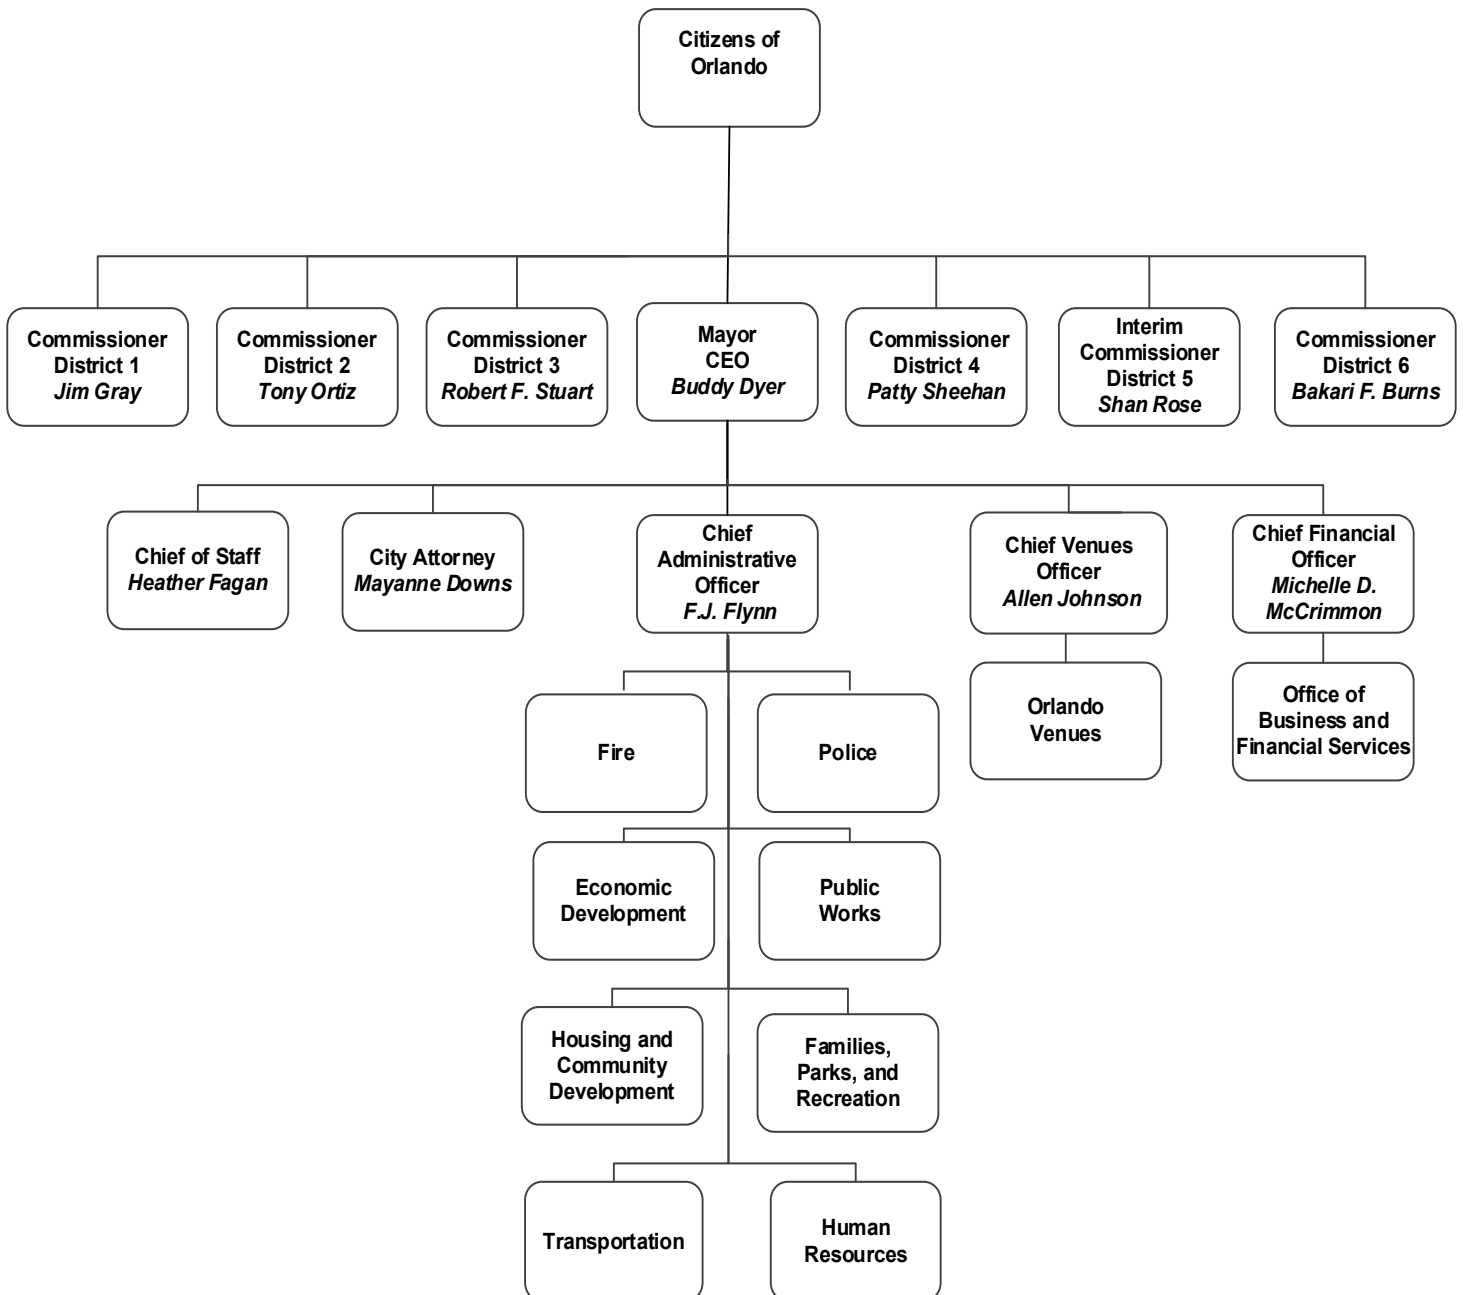 Citizens of
Orlando
Commissioner
District 1
Jim Gray
Commissioner
District 2
Tony Ortiz
Commissioner
District 3
Robert F. Stuart
Mayor
CEO
Buddy Dyer
Commissioner
District 4
Patty Sheehan
Interim
Commissioner
District 5
Shan Rose
Commissioner
District 6
Bakari F. Burns
Chief of Staff
Heather Fagan
City Attorney
Mayanne Downs
Chief
Administrative
Officer
F.J. Flynn
Chief Venues
Officer
Allen Johnson
Chief Financial
Officer
Michelle D.
McCrimmon
Fire
Police
Orlando
Venues
Office of
Business and
Financial Services
Economic
Development
Public
Works
Housing and
Community
Development
Families,
Parks, and
Recreation
Transportation
Human
Resources